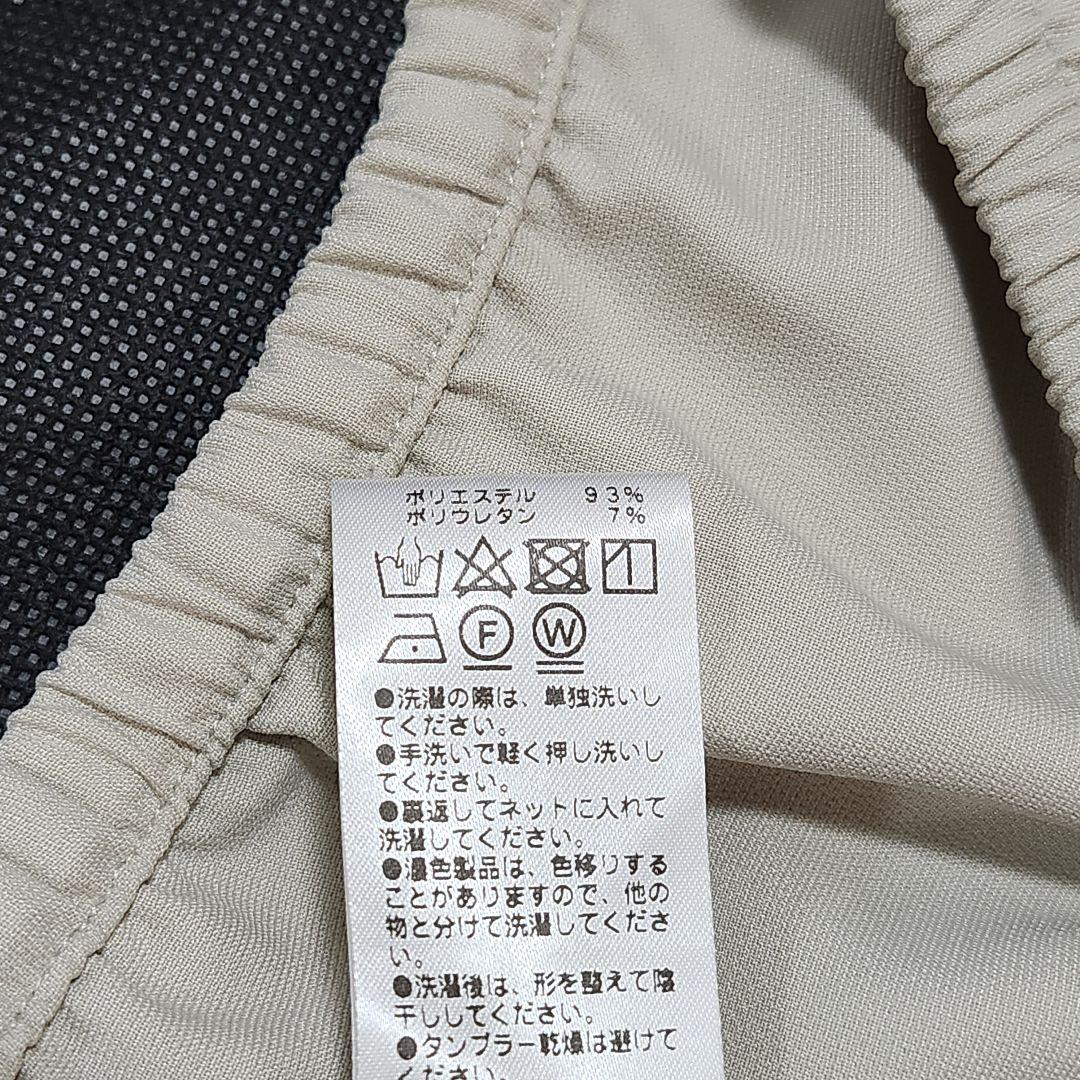 ポリエステル 93%
ポリウレタン 7%
F W
●洗濯の際は、単独洗いし
てください。
●手洗いで軽く押し洗いし
てください。
●裏返してネットに入れて
洗濯してください。
●濃色製品は、色移りする
ことがありますので、他の
物と分けて洗濯してくださ
い。
●洗濯後は、形を整えて陰
干ししてください。
●タンブラー乾燥は避けて
ください。